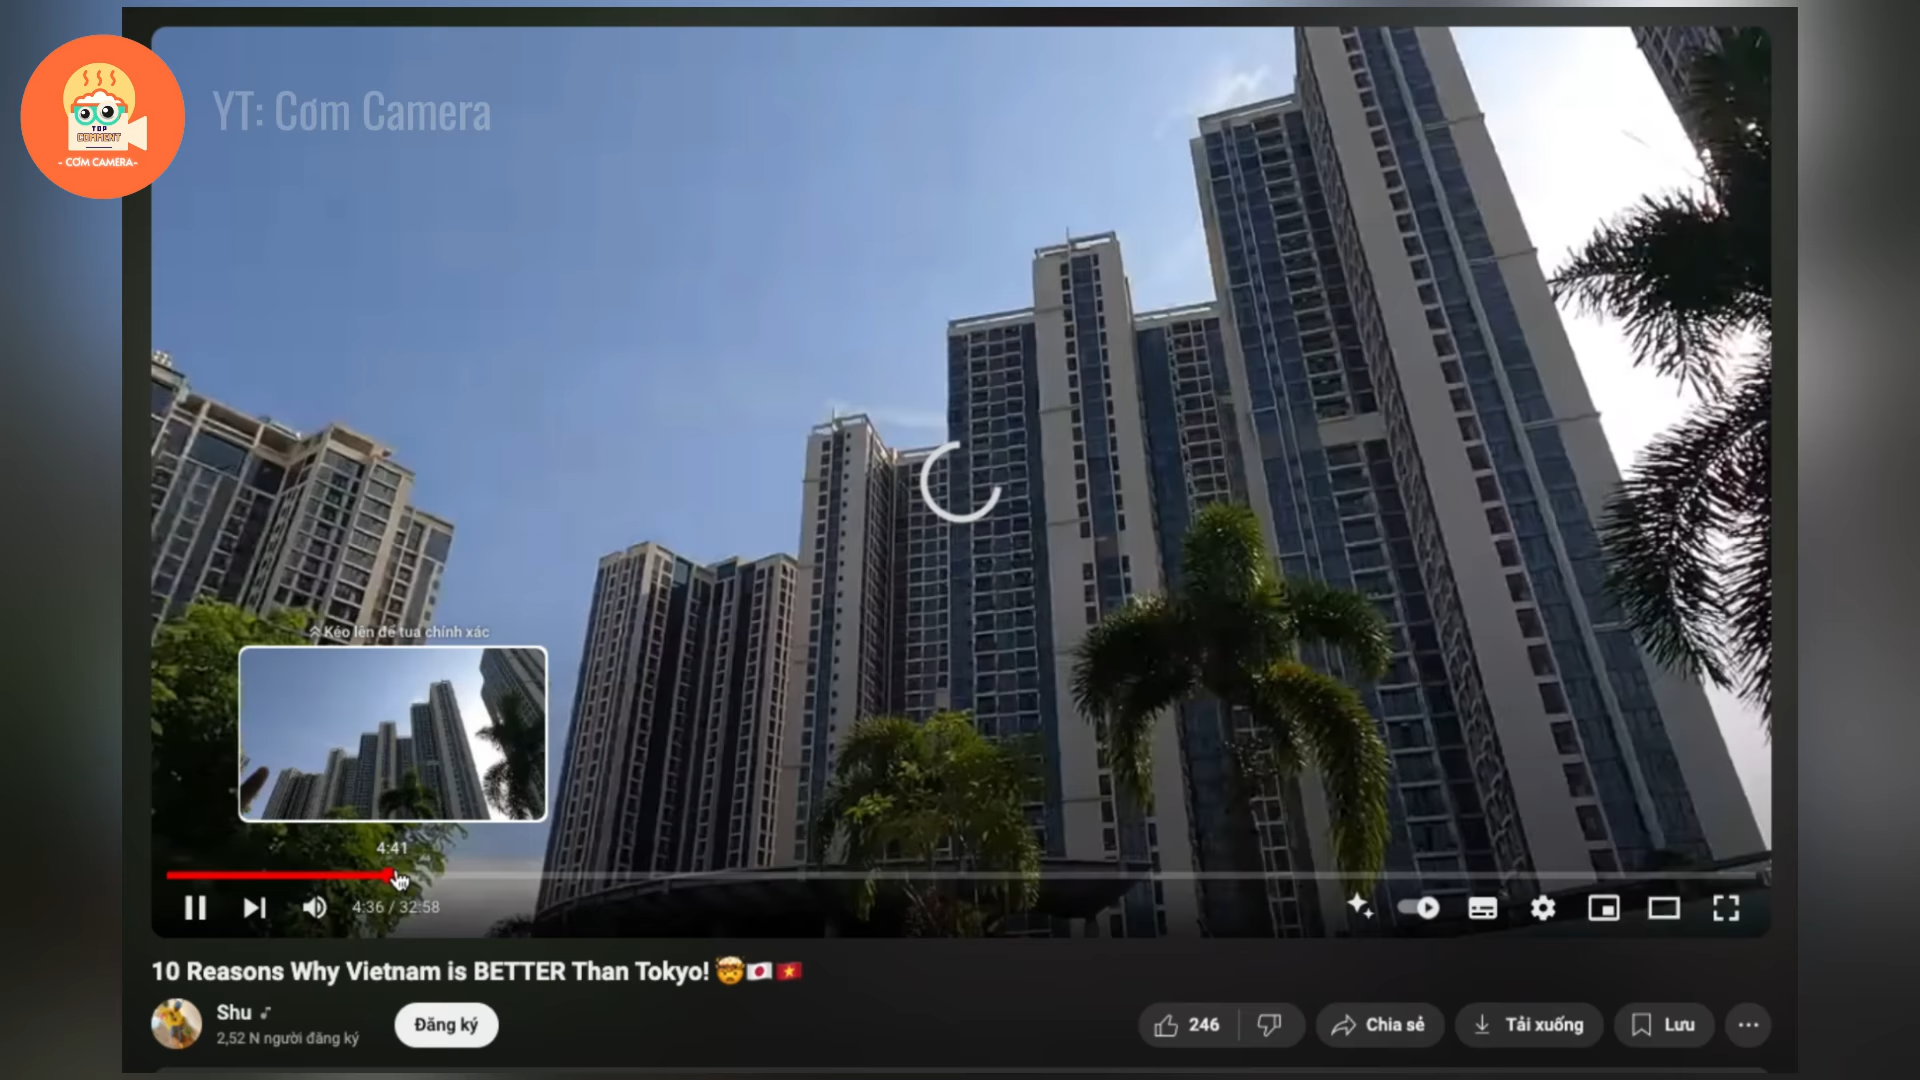 YT: Cơm Camera
TOP
COMMENT
- CƠM CAMERA-
Kéo lên để tua chính xác
4:41
4:36 / 32:58
10 Reasons Why Vietnam is BETTER Than Tokyo! 🤯🇯🇵🇻🇳
Shu
2,52 N người đăng ký
Đăng ký
246
Chia sẻ
Tải xuống
Lưu